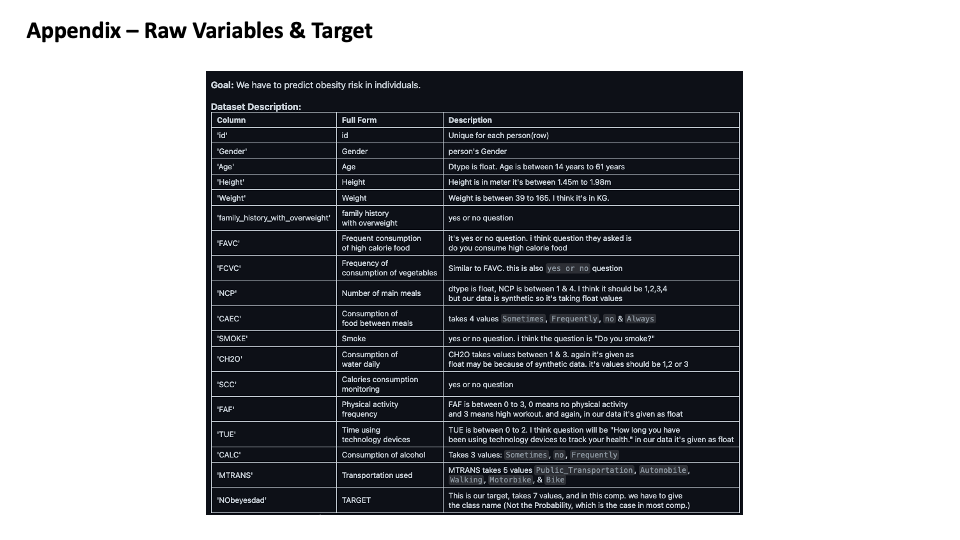 Appendix – Raw Variables & Target
Goal: We have to predict obesity risk in individuals.
Dataset Description:
Column Full Form Description
'id' id Unique for each person(row)
'Gender' Gender person's Gender
'Age' Age Dtype is float. Age is between 14 years to 61 years
'Height' Height Height is in meter it's between 1.45m to 1.98m
'Weight' Weight Weight is between 39 to 165. I think it's in KG.
'family_history_with_overweight' family history
with overweight yes or no question
'FAVC' Frequent consumption
of high calorie food it's yes or no question. i think question they asked is
do you consume high calorie food
'FCVC' Frequency of
consumption of vegetables Similar to FAVC. this is also yes or no question
'NCP' Number of main meals dtype is float, NCP is between 1 & 4. I think it should be 1,2,3,4
but our data is synthetic so it's taking float values
'CAEC' Consumption of
food between meals takes 4 values Sometimes, Frequently, no & Always
'SMOKE' Smoke yes or no question. i think the question is "Do you smoke?"
'CH2O' Consumption of
water daily CH2O takes values between 1 & 3. again it's given as
float may be because of synthetic data. it's values should be 1,2 or 3
'SCC' Calories consumption
monitoring yes or no question
'FAF' Physical activity
frequency FAF is between 0 to 3, 0 means no physical activity
and 3 means high workout. and again, in our data it's given as float
'TUE' Time using
technology devices TUE is between 0 to 2. I think question will be "How long you have
been using technology devices to track your health." in our data it's given as float
'CALC' Consumption of alcohol Takes 3 values: Sometimes, no, Frequently
'MTRANS' Transportation used MTRANS takes 5 values Public_Transportation, Automobile,
Walking, Motorbike, & Bike
'NObeyesdad' TARGET This is our target, takes 7 values, and in this comp. we have to give
the class name (Not the Probability, which is the case in most comp.)